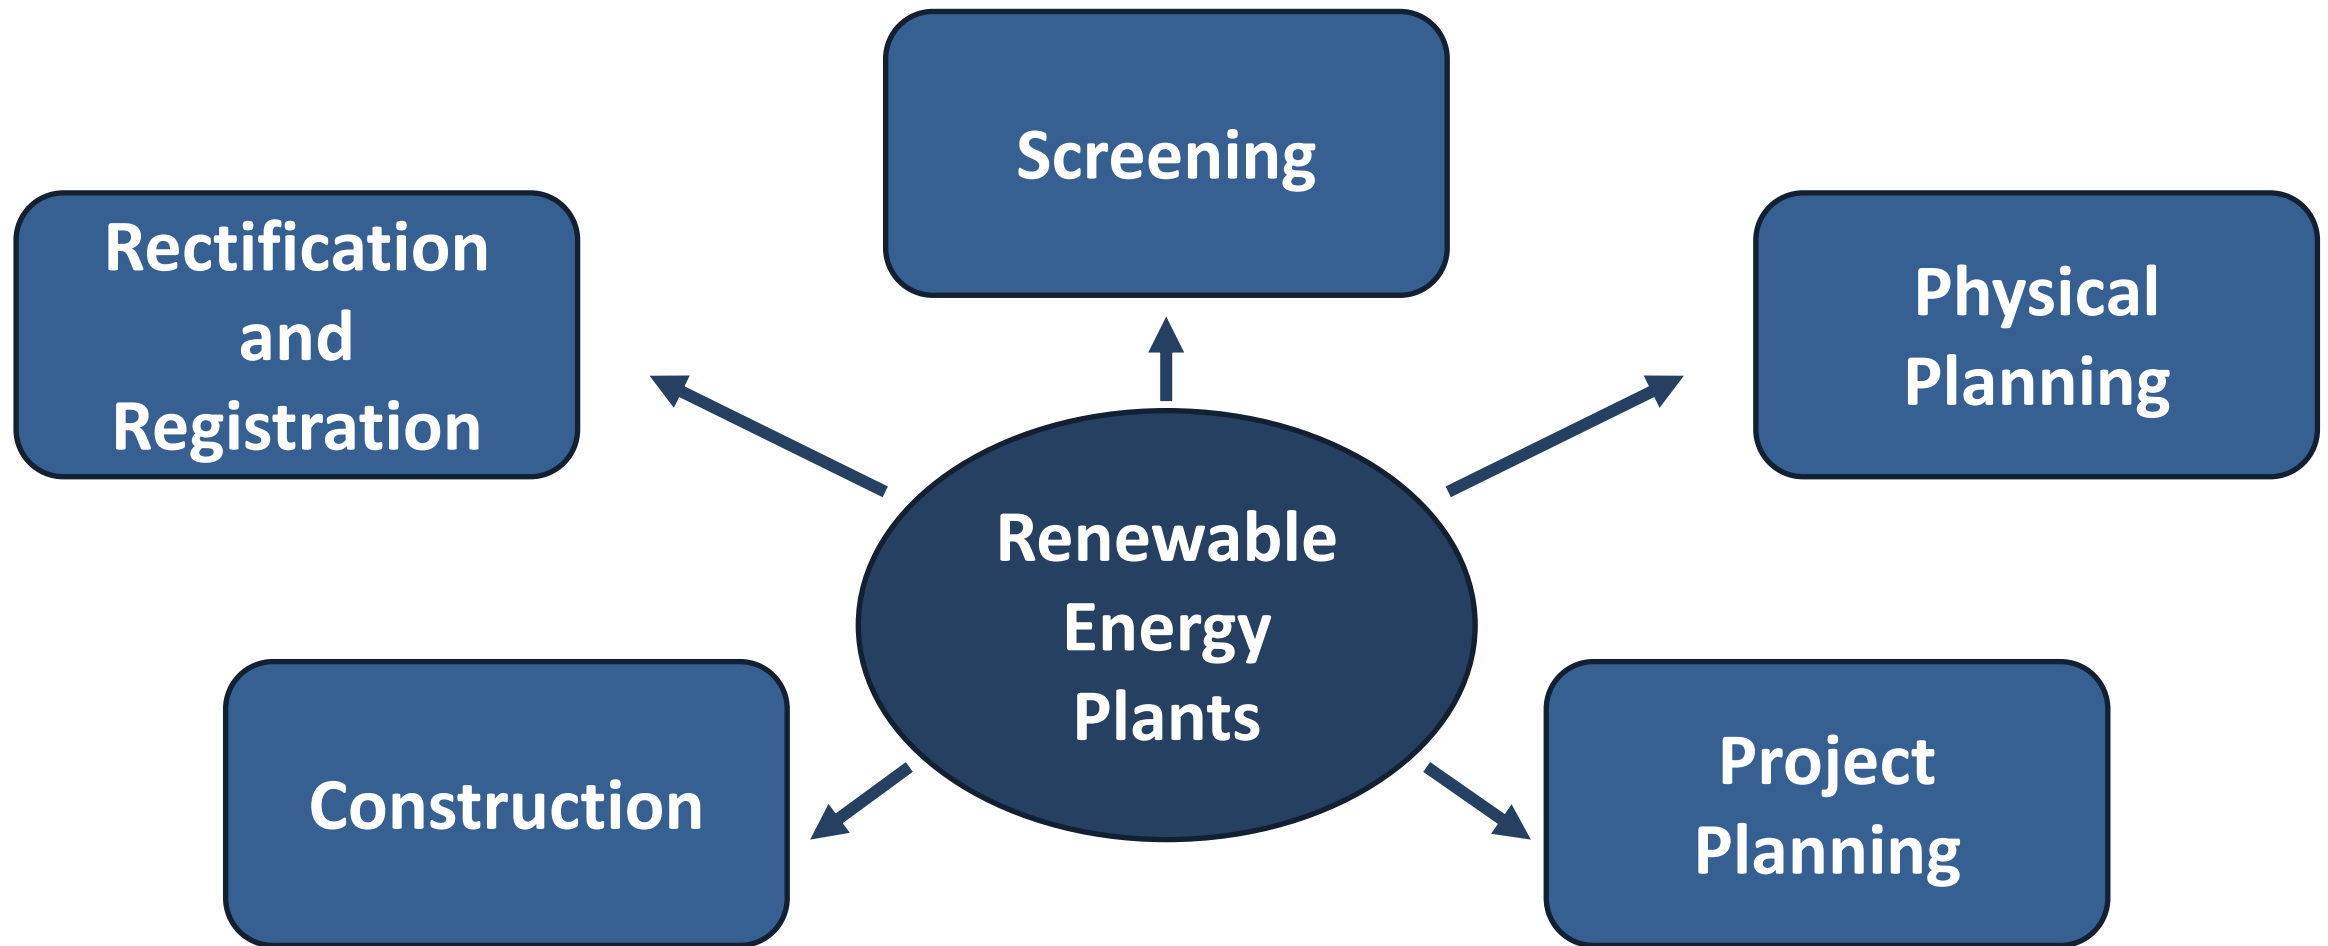 Screening
Rectification
and
Registration
Physical
Planning
Renewable
Energy
Plants
Construction
Project
Planning